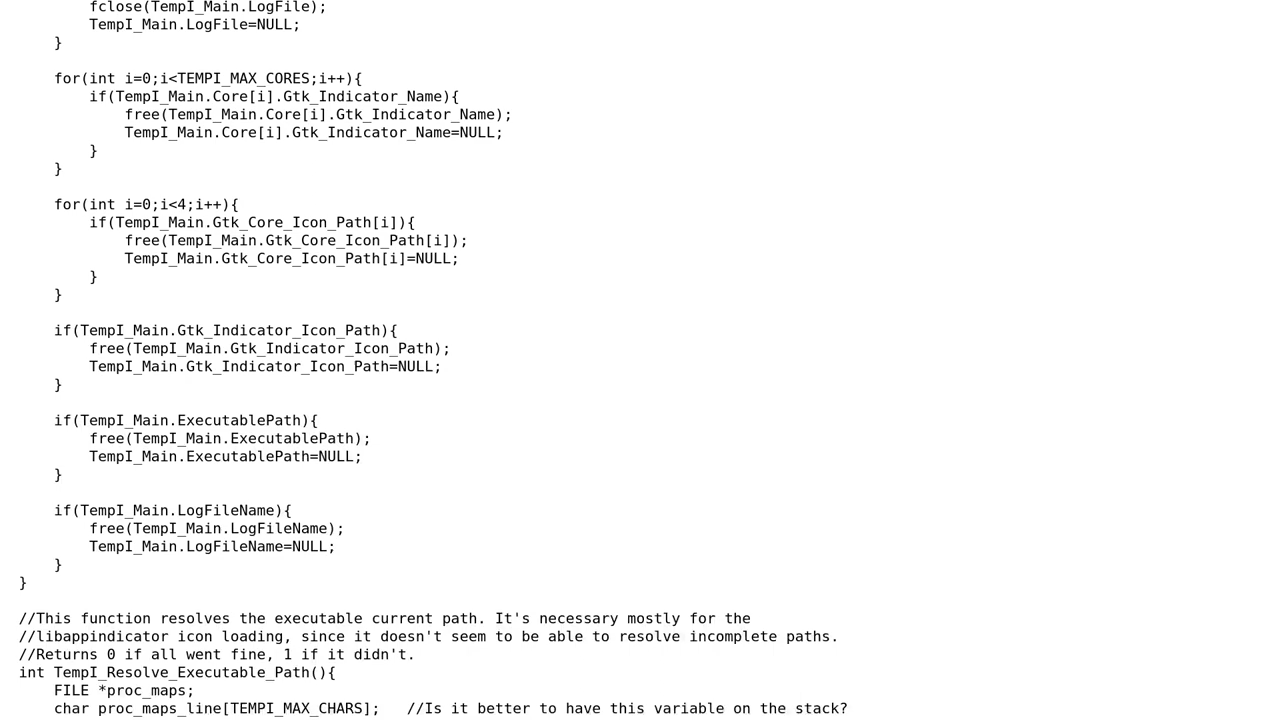 fclose(TempI_Main.LogFile);
        TempI_Main.LogFile=NULL;
    }

    for(int i=0;i<TEMPI_MAX_CORES;i++){
        if(TempI_Main.Core[i].Gtk_Indicator_Name){
            free(TempI_Main.Core[i].Gtk_Indicator_Name);
            TempI_Main.Core[i].Gtk_Indicator_Name=NULL;
        }
    }

    for(int i=0;i<4;i++){
        if(TempI_Main.Gtk_Core_Icon_Path[i]){
            free(TempI_Main.Gtk_Core_Icon_Path[i]);
            TempI_Main.Gtk_Core_Icon_Path[i]=NULL;
        }
    }

    if(TempI_Main.Gtk_Indicator_Icon_Path){
        free(TempI_Main.Gtk_Indicator_Icon_Path);
        TempI_Main.Gtk_Indicator_Icon_Path=NULL;
    }

    if(TempI_Main.ExecutablePath){
        free(TempI_Main.ExecutablePath);
        TempI_Main.ExecutablePath=NULL;
    }

    if(TempI_Main.LogFileName){
        free(TempI_Main.LogFileName);
        TempI_Main.LogFileName=NULL;
    }
}

//This function resolves the executable current path. It's necessary mostly for the
//libappindicator icon loading, since it doesn't seem to be able to resolve incomplete paths.
//Returns 0 if all went fine, 1 if it didn't.
int TempI_Resolve_Executable_Path(){
    FILE *proc_maps;
    char proc_maps_line[TEMPI_MAX_CHARS];   //Is it better to have this variable on the stack?